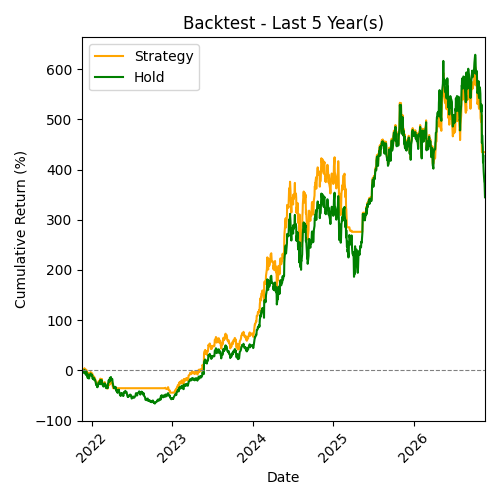 Backtest - Last 5 Year(s)
Strategy
Hold
Cumulative Return (%)
600
500
400
300
200
100
0
−100
2022
2023
2024
2025
2026
Date